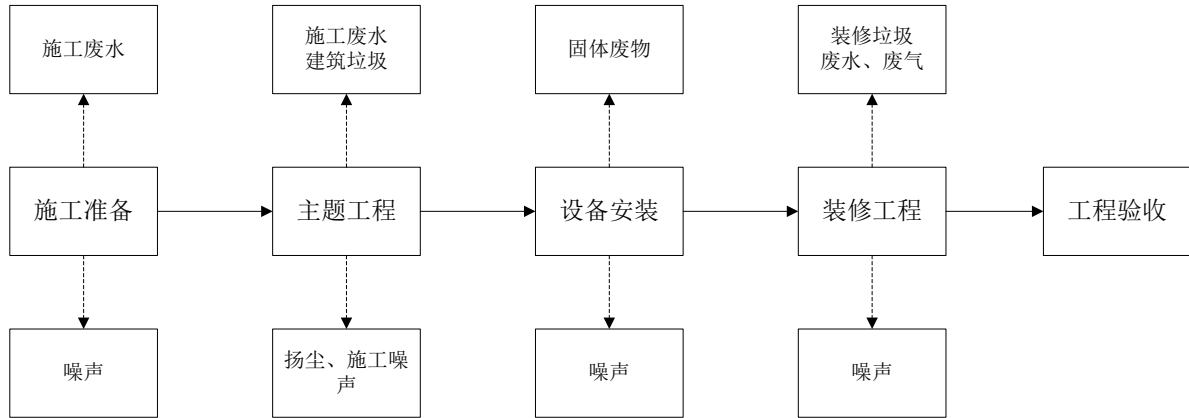 施工废水
施工废水
建筑垃圾
固体废物
装修垃圾
废水、废气
施工准备
主题工程
设备安装
装修工程
工程验收
噪声
扬尘、施工噪
声
噪声
噪声